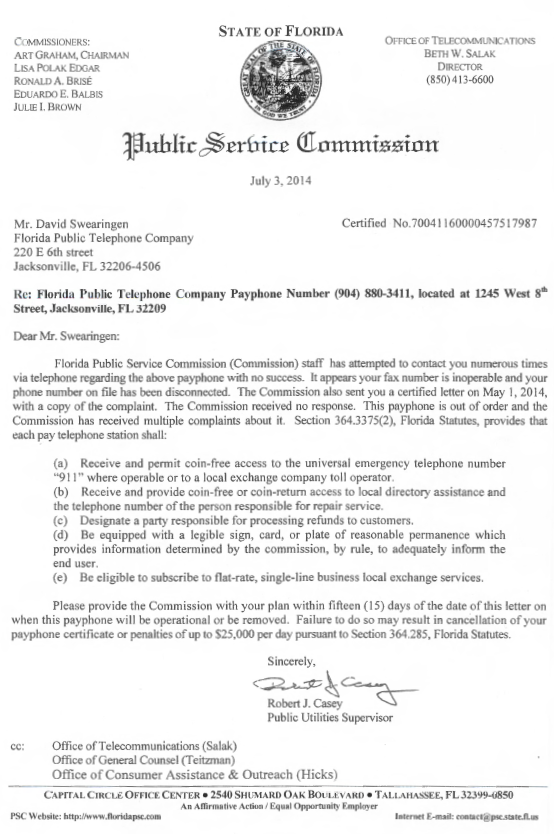 STATE OF FLORIDA
COMMISSIONERS:
ART GRAHAM, CHAIRMAN
LISA POLAK EDGAR
RONALD A. BRISÉ
EDUARDO E. BALBIS
JULIE I. BROWN
OFFICE OF TELECOMMUNICATIONS
BETH W. SALAK
DIRECTOR
(850) 413-6600
GREAT SEAL OF THE STATE OF FLORIDA
IN GOD WE TRUST
Public Service Commission
July 3, 2014
Mr. David Swearingen
Florida Public Telephone Company
220 E 6th street
Jacksonville, FL 32206-4506
Certified No.70041160000457517987
Re: Florida Public Telephone Company Payphone Number (904) 880-3411, located at 1245 West 8th
Street, Jacksonville, FL 32209
Dear Mr. Swearingen:
Florida Public Service Commission (Commission) staff has attempted to contact you numerous times
via telephone regarding the above payphone with no success. It appears your fax number is inoperable and your
phone number on file has been disconnected. The Commission also sent you a certified letter on May 1, 2014,
with a copy of the complaint. The Commission received no response. This payphone is out of order and the
Commission has received multiple complaints about it. Section 364.3375(2), Florida Statutes, provides that
each pay telephone station shall:
(a) Receive and permit coin-free access to the universal emergency telephone number
"911" where operable or to a local exchange company toll operator.
(b) Receive and provide coin-free or coin-return access to local directory assistance and
the telephone number of the person responsible for repair service.
(c) Designate a party responsible for processing refunds to customers.
(d) Be equipped with a legible sign, card, or plate of reasonable permanence which
provides information determined by the commission, by rule, to adequately inform the
end user.
(e) Be eligible to subscribe to flat-rate, single-line business local exchange services.
Please provide the Commission with your plan within fifteen (15) days of the date of this letter on
when this payphone will be operational or be removed. Failure to do so may result in cancellation of your
payphone certificate or penalties of up to $25,000 per day pursuant to Section 364.285, Florida Statutes.
Sincerely,
Robert J Casey
Robert J. Casey
Public Utilities Supervisor
cc: Office of Telecommunications (Salak)
Office of General Counsel (Teitzman)
Office of Consumer Assistance & Outreach (Hicks)
CAPITAL CIRCLE OFFICE CENTER • 2540 SHUMARD OAK BOULEVARD • TALLAHASSEE, FL 32399-0850
An Affirmative Action / Equal Opportunity Employer
PSC Website: http://www.floridapsc.com
Internet E-mail: contact@psc.state.fl.us